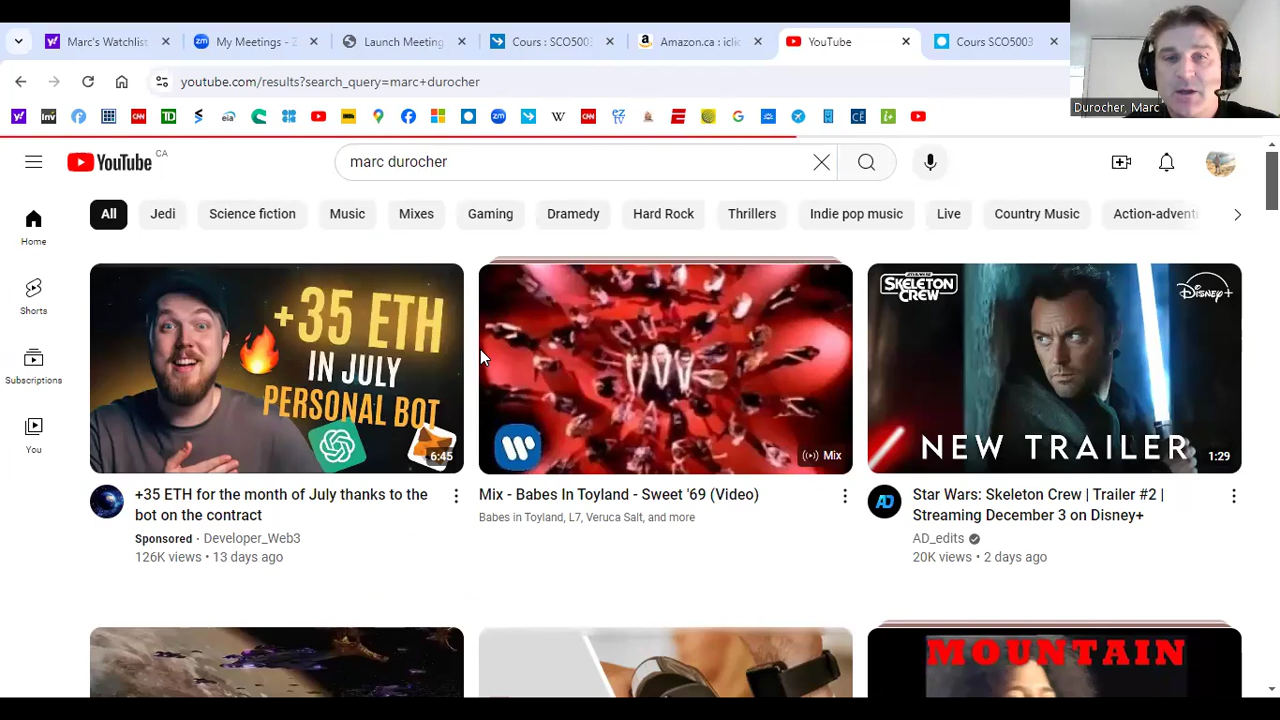 Marc's Watchlist
My Meetings - Z
Launch Meeting
Cours : SCO500
Amazon.ca : iclic
YouTube
Cours SCO5003
youtube.com/results?search_query=marc+durocher
Durocher, Marc
YouTube CA
marc durocher
All
Jedi
Science fiction
Music
Mixes
Gaming
Dramedy
Hard Rock
Thrillers
Indie pop music
Live
Country Music
Action-advent
Home
Shorts
Subscriptions
You
+35 ETH
IN JULY
PERSONAL BOT
6:45
Mix
STAR WARS
SKELETON
CREW
Disney+
NEW TRAILER
1:29
+35 ETH for the month of July thanks to the
bot on the contract
Sponsored · Developer_Web3
126K views · 13 days ago
Mix - Babes In Toyland - Sweet '69 (Video)
Babes in Toyland, L7, Veruca Salt, and more
AD
Star Wars: Skeleton Crew | Trailer #2 |
Streaming December 3 on Disney+
AD_edits
20K views · 2 days ago
MOUNTAIN